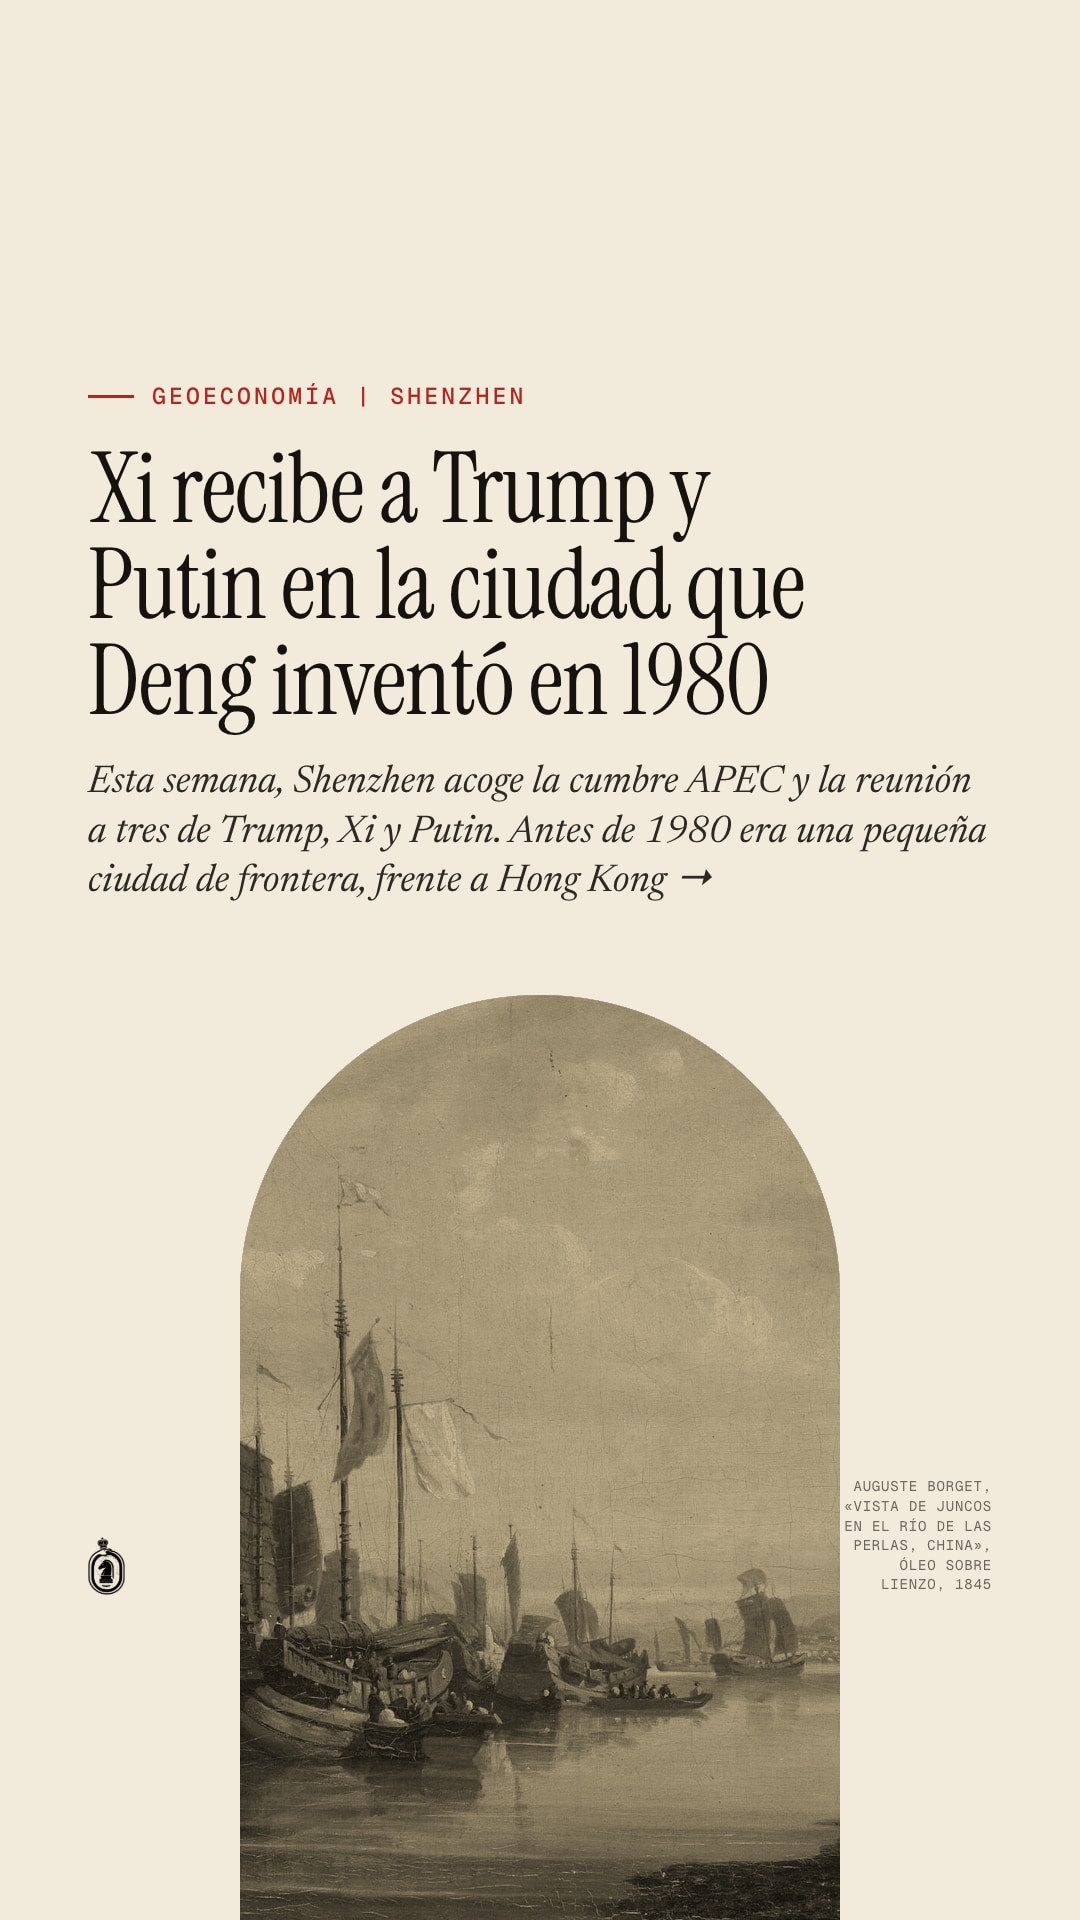 GEOECONOMÍA | SHENZHEN
Xi recibe a Trump y
Putin en la ciudad que
Deng inventó en 1980
Esta semana, Shenzhen acoge la cumbre APEC y la reunión
a tres de Trump, Xi y Putin. Antes de 1980 era una pequeña
ciudad de frontera, frente a Hong Kong →
AUGUSTE BORGET,
«VISTA DE JUNCOS
EN EL RÍO DE LAS
PERLAS, CHINA»,
ÓLEO SOBRE
LIENZO, 1845